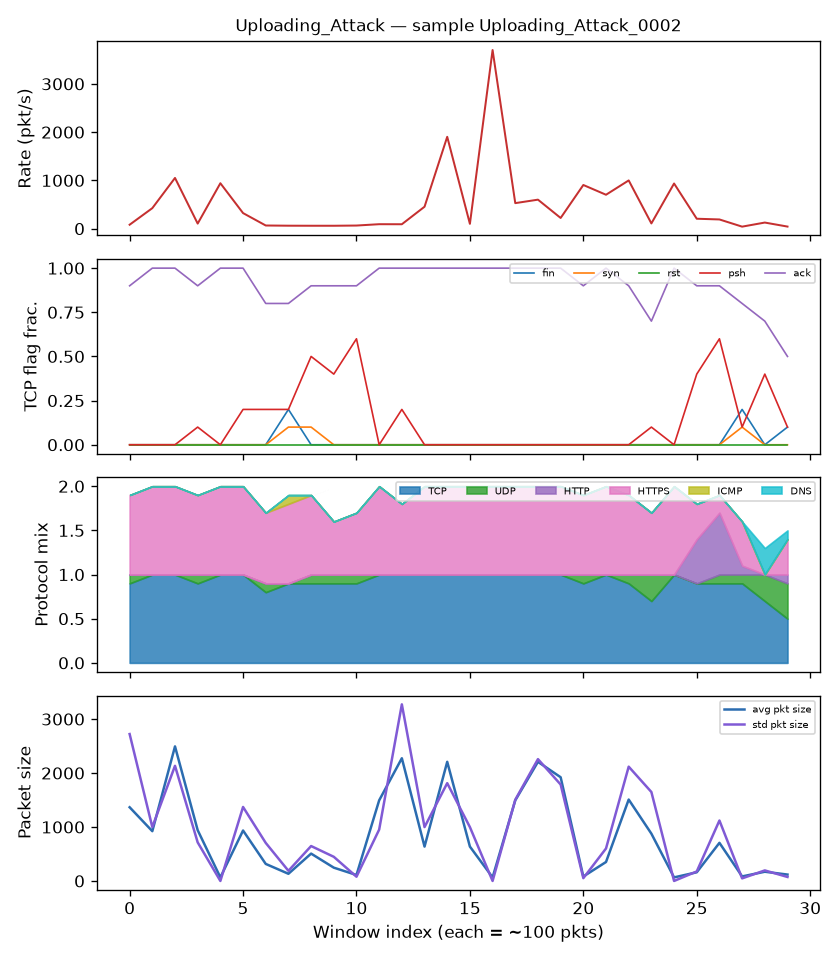 Uploading_Attack — sample Uploading_Attack_0002
Rate (pkt/s)
3000
2000
1000
0
TCP flag frac.
1.00
0.75
0.50
0.25
0.00
fin syn rst psh ack
Protocol mix
2.0
1.5
1.0
0.5
0.0
TCP UDP HTTP HTTPS ICMP DNS
Packet size
3000
2000
1000
0
avg pkt size
std pkt size
0 5 10 15 20 25 30
Window index (each = ~100 pkts)